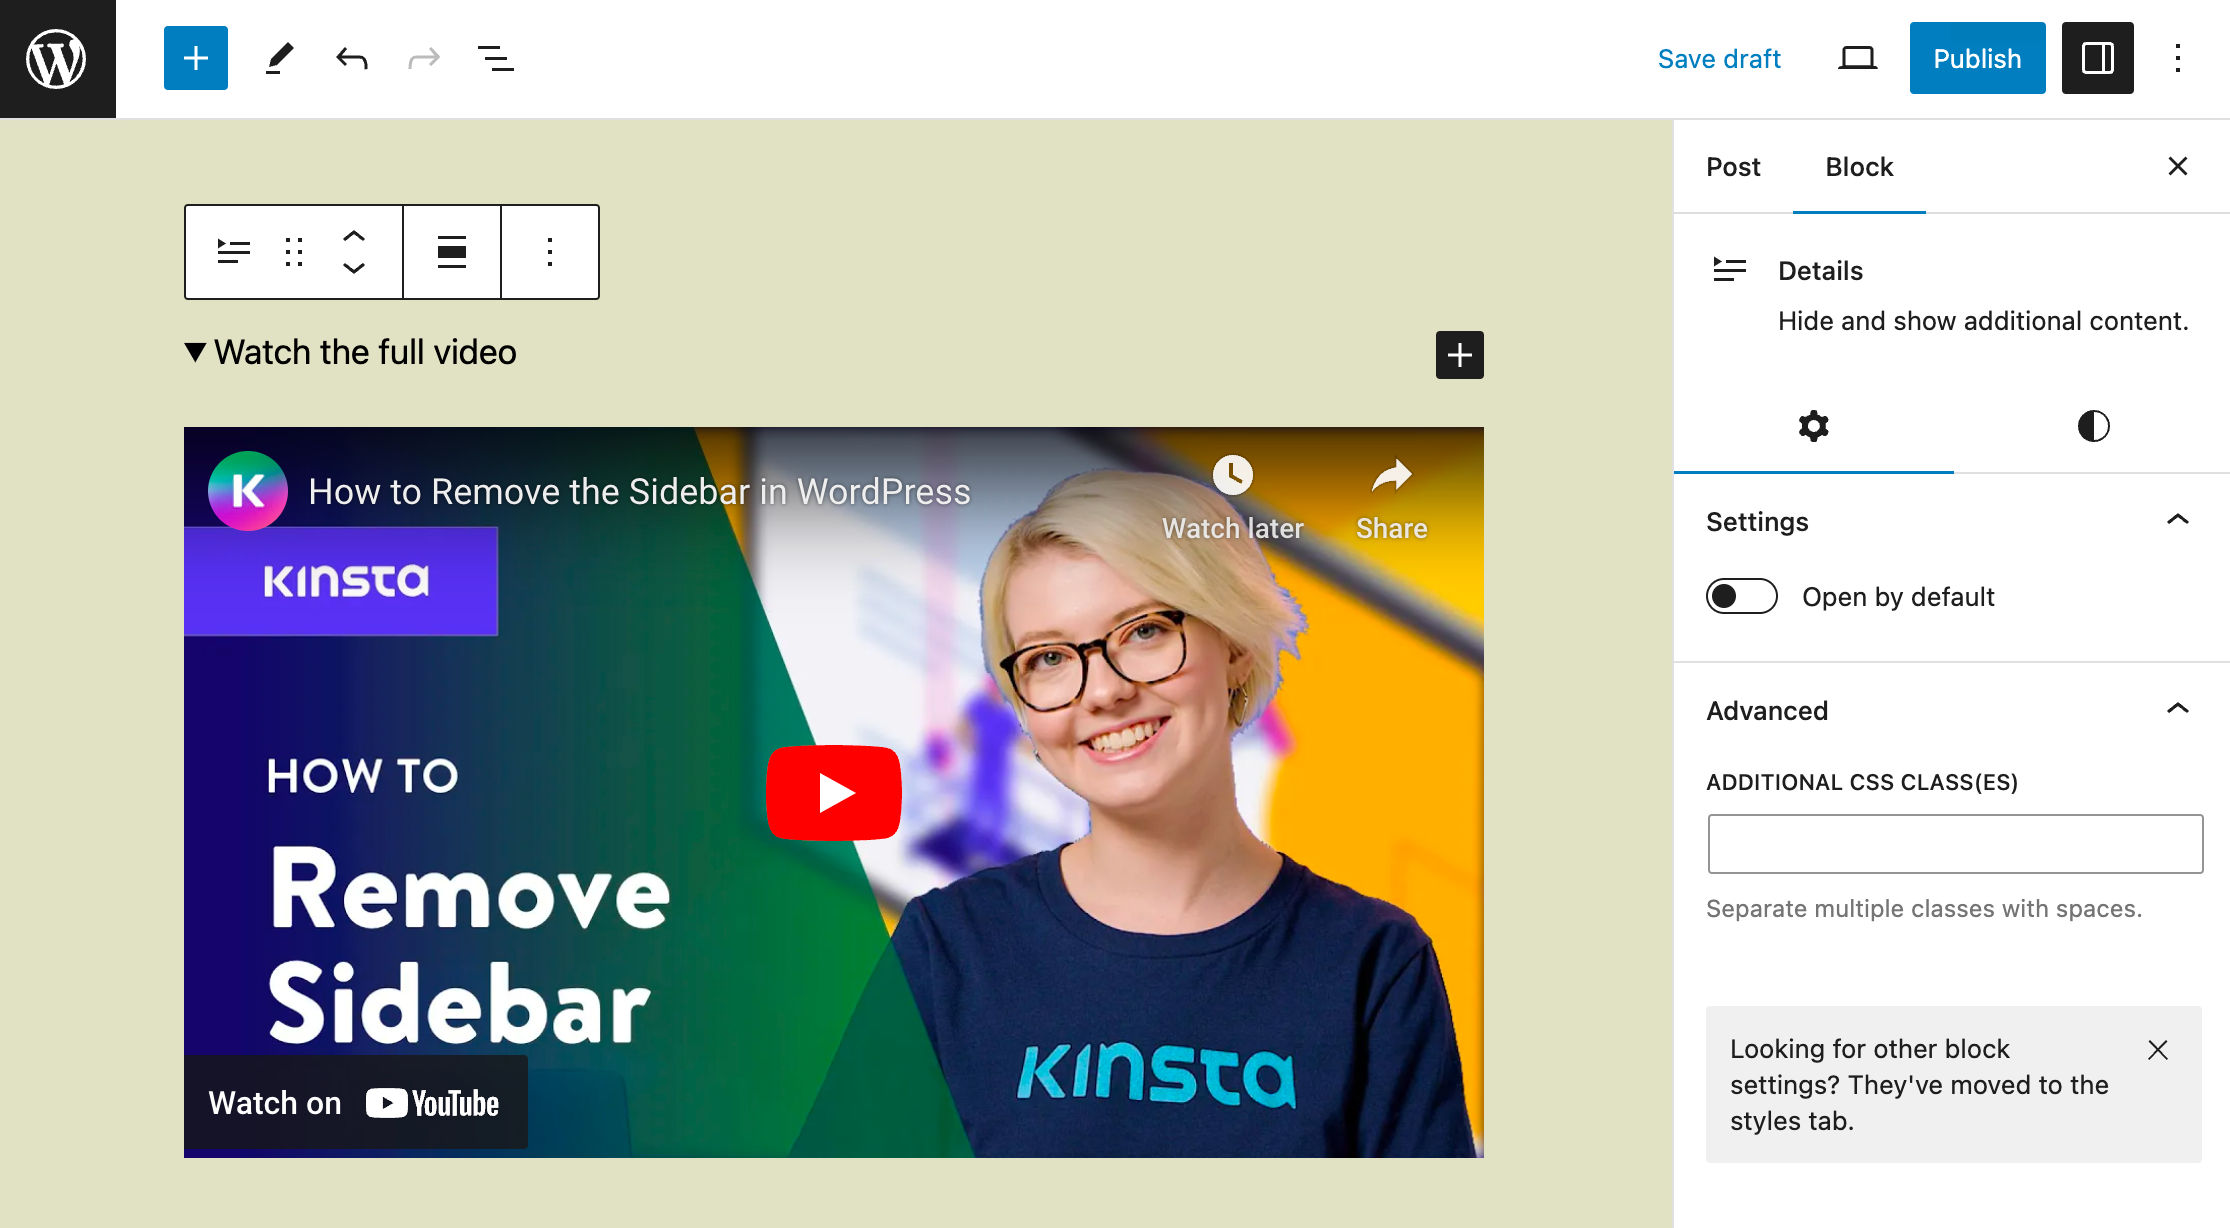 Save draft
Publish
Post
Block
Details
Hide and show additional content.
Watch the full video
K
How to Remove the Sidebar in WordPress
Watch later
Share
KINSTA
HOW TO
Remove
Sidebar
KINSTA
Watch on
YouTube
Settings
Open by default
Advanced
ADDITIONAL CSS CLASS(ES)
Separate multiple classes with spaces.
Looking for other block
settings? They've moved to the
styles tab.